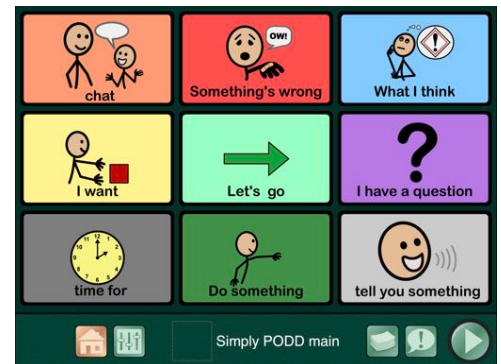 OW!
chat
Something's wrong
What I think
I want
Let's go
I have a question
12
time for
Do something
tell you something
Simply PODD main